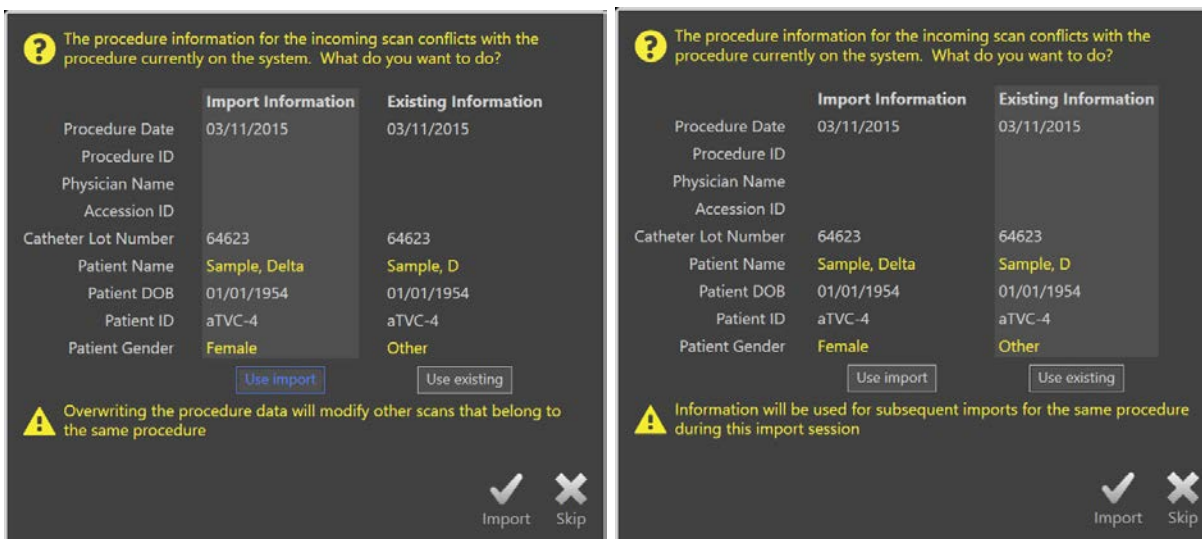 The procedure information for the incoming scan conflicts with the
procedure currently on the system. What do you want to do?
Import Information Existing Information
Procedure Date 03/11/2015 03/11/2015
Procedure ID
Physician Name
Accession ID
Catheter Lot Number 64623 64623
Patient Name Sample, Delta Sample, D
Patient DOB 01/01/1954 01/01/1954
Patient ID aTVC-4 aTVC-4
Patient Gender Female Other
Use import Use existing
Overwriting the procedure data will modify other scans that belong to
the same procedure
Import Skip
The procedure information for the incoming scan conflicts with the
procedure currently on the system. What do you want to do?
Import Information Existing Information
Procedure Date 03/11/2015 03/11/2015
Procedure ID
Physician Name
Accession ID
Catheter Lot Number 64623 64623
Patient Name Sample, Delta Sample, D
Patient DOB 01/01/1954 01/01/1954
Patient ID aTVC-4 aTVC-4
Patient Gender Female Other
Use import Use existing
Information will be used for subsequent imports for the same procedure
during this import session
Import Skip